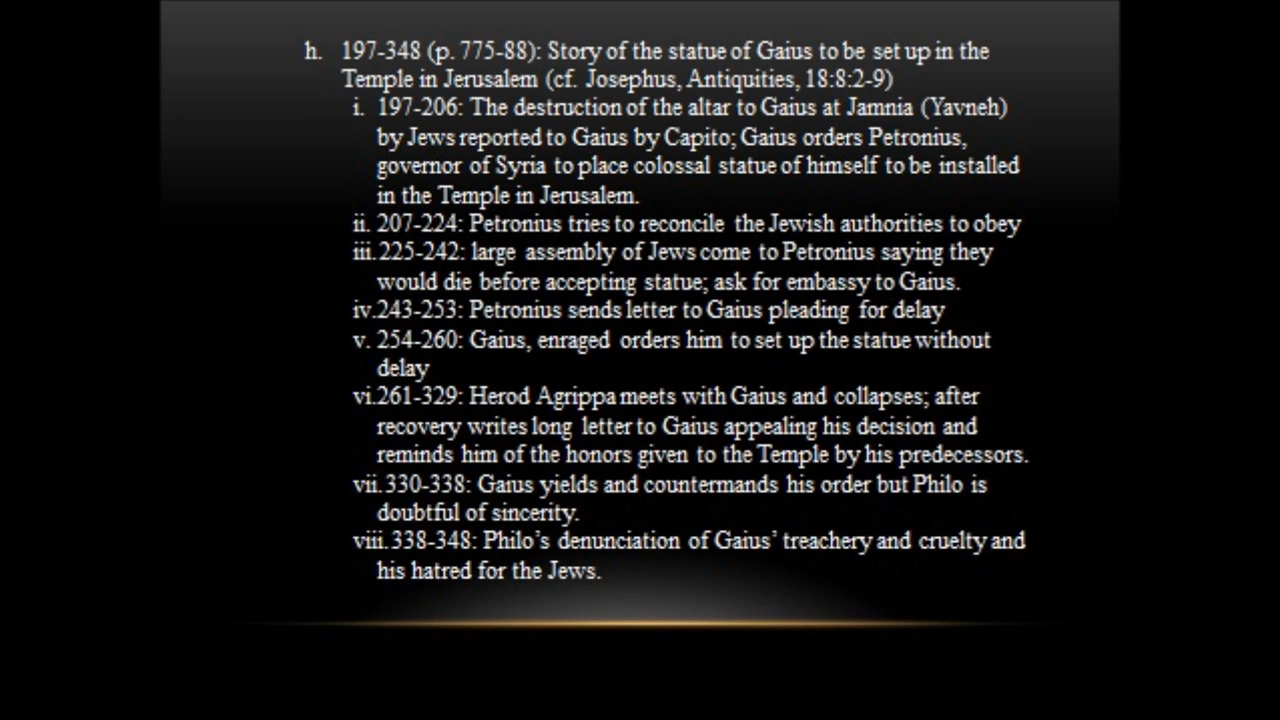 h. 197-348 (p. 775-88): Story of the statue of Gaius to be set up in the
Temple in Jerusalem (cf. Josephus, Antiquities, 18:8:2-9)
i. 197-206: The destruction of the altar to Gaius at Jamnia (Yavneh)
by Jews reported to Gaius by Capito; Gaius orders Petronius,
governor of Syria to place colossal statue of himself to be installed
in the Temple in Jerusalem.
ii. 207-224: Petronius tries to reconcile the Jewish authorities to obey
iii. 225-242: large assembly of Jews come to Petronius saying they
would die before accepting statue; ask for embassy to Gaius.
iv. 243-253: Petronius sends letter to Gaius pleading for delay
v. 254-260: Gaius, enraged orders him to set up the statue without
delay
vi. 261-329: Herod Agrippa meets with Gaius and collapses; after
recovery writes long letter to Gaius appealing his decision and
reminds him of the honors given to the Temple by his predecessors.
vii. 330-338: Gaius yields and countermands his order but Philo is
doubtful of sincerity.
viii. 338-348: Philo’s denunciation of Gaius’ treachery and cruelty and
his hatred for the Jews.